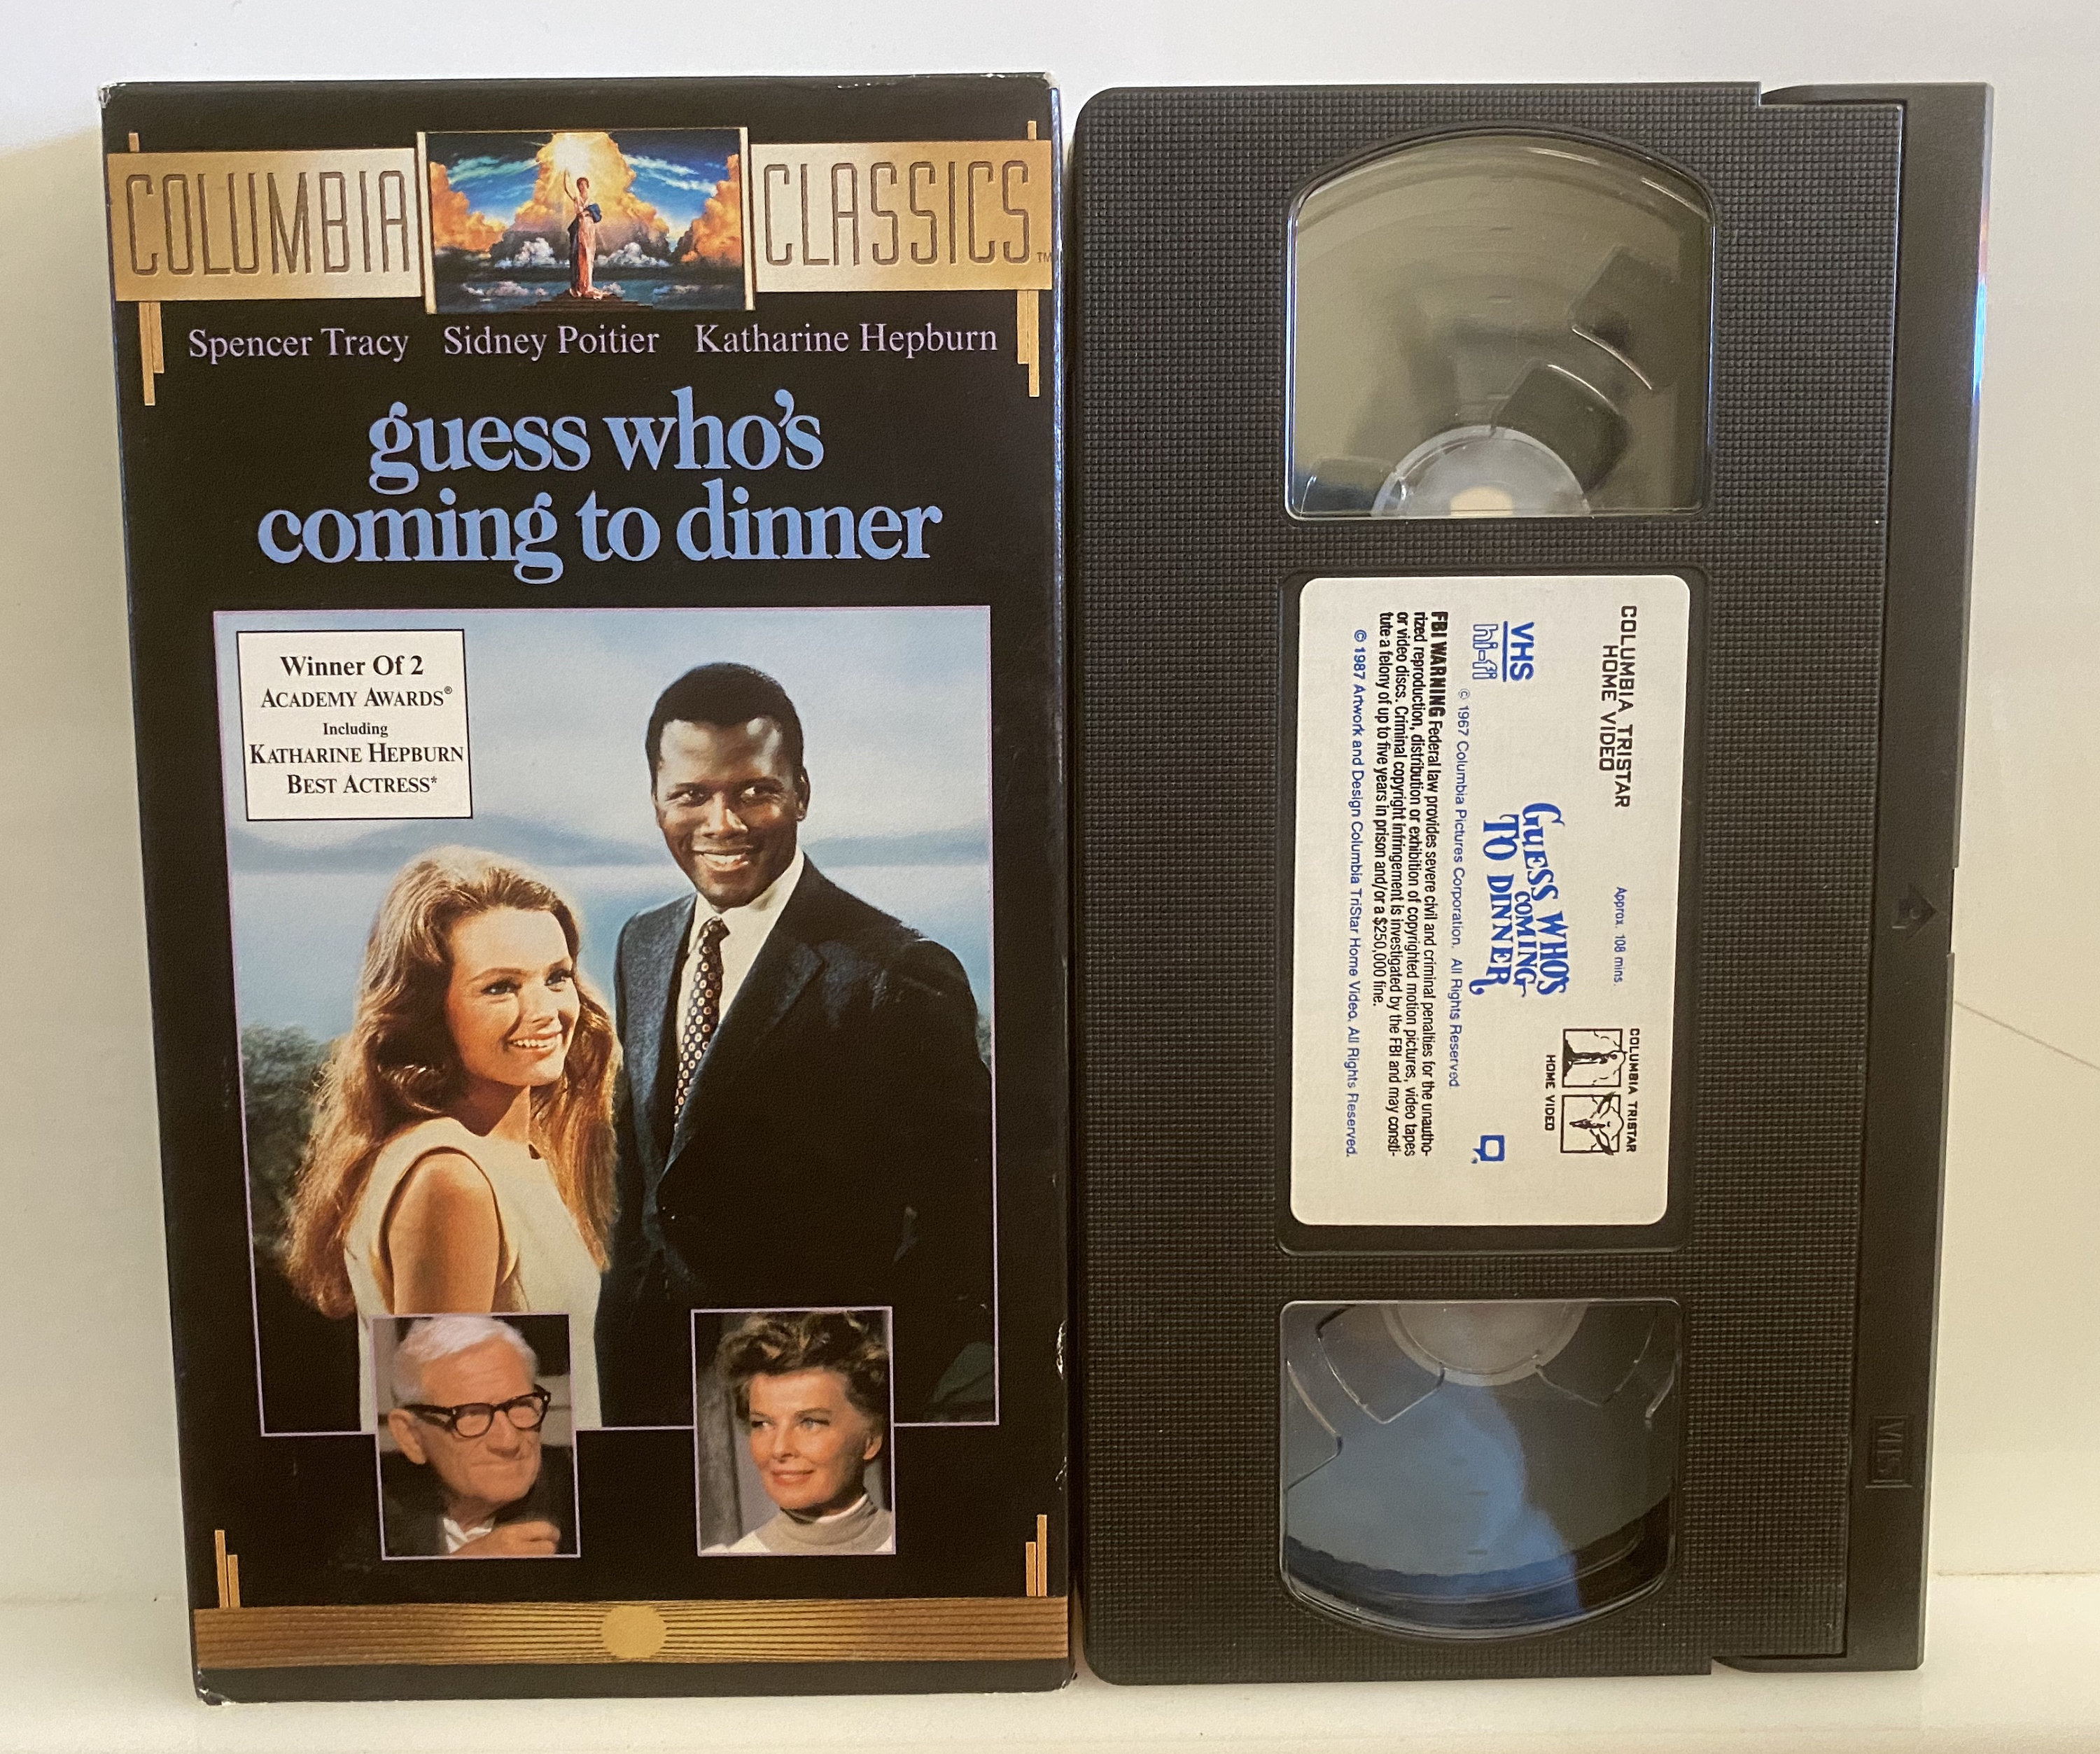 COLUMBIA CLASSICS™
Spencer Tracy Sidney Poitier Katharine Hepburn
guess who's
coming to dinner
Winner Of 2
ACADEMY AWARDS®
Including
KATHARINE HEPBURN
BEST ACTRESS*
COLUMBIA TRISTAR
HOME VIDEO
Approx. 108 mins.
COLUMBIA TRISTAR
HOME VIDEO
VHS
hi-fi
GUESS WHO'S
COMING
TO DINNER
© 1967 Columbia Pictures Corporation. All Rights Reserved
FBI WARNING Federal law provides severe civil and criminal penalties for the unautho-
rized reproduction, distribution or exhibition of copyrighted motion pictures, video tapes
or video discs. Criminal copyright infringement is investigated by the FBI and may consti-
tute a felony of up to five years in prison and/or a $250,000 fine.
© 1987 Artwork and Design Columbia TriStar Home Video, All Rights Reserved.
VHS